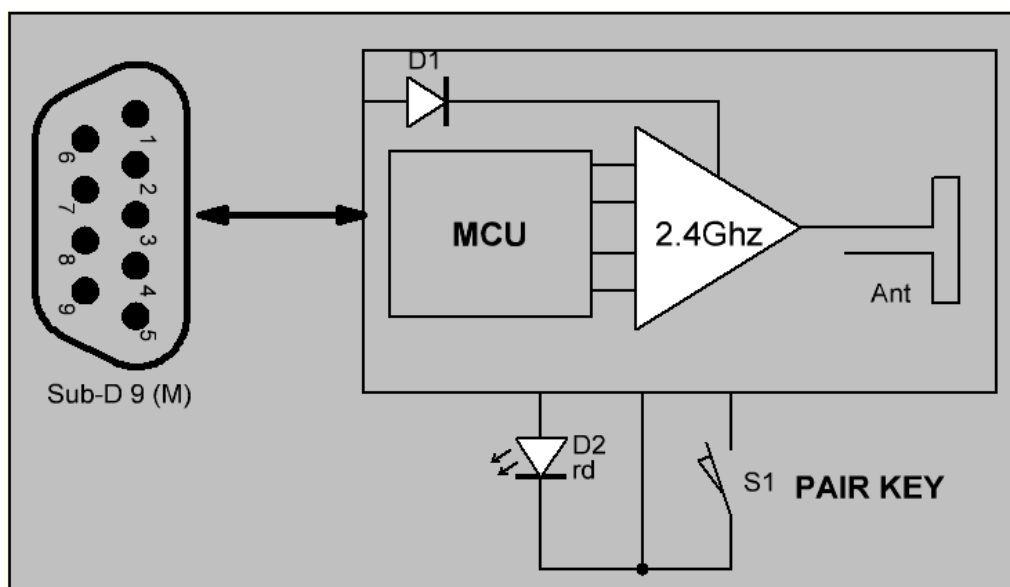 D1
1
6
2
7
3
8
4
9
5
MCU
2.4Ghz
Ant
Sub-D 9 (M)
D2
rd
S1
PAIR KEY